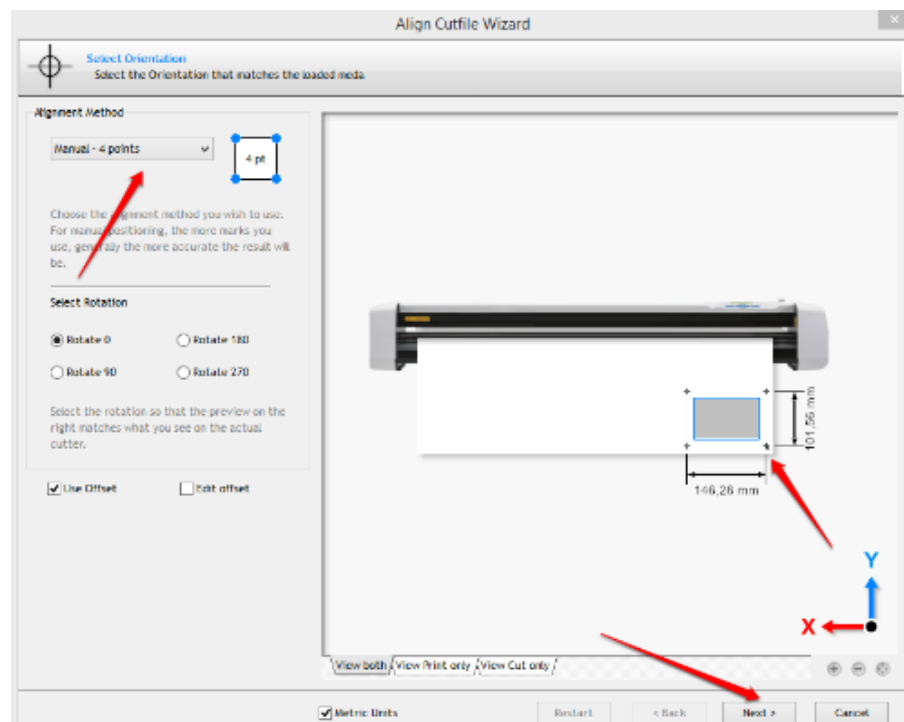 Align Cutfile Wizard
Select Orientation
Select the Orientation that matches the loaded meda
Alignment Method
Manual - 4 points
4 pt
Choose the alignment method you wish to use.
For manual positioning, the more marks you
use, generally the more accurate the result will
be.
Select Rotation
Rotate 0
Rotate 180
Rotate 90
Rotate 270
Select the rotation so that the preview on the
right matches what you see on the actual
cutter.
Use Offset
Edit offset
101,56 mm
146,28 mm
Y
X
View both
View Print only
View Cut only
Metric Units
Restart
< Back
Next >
Cancel